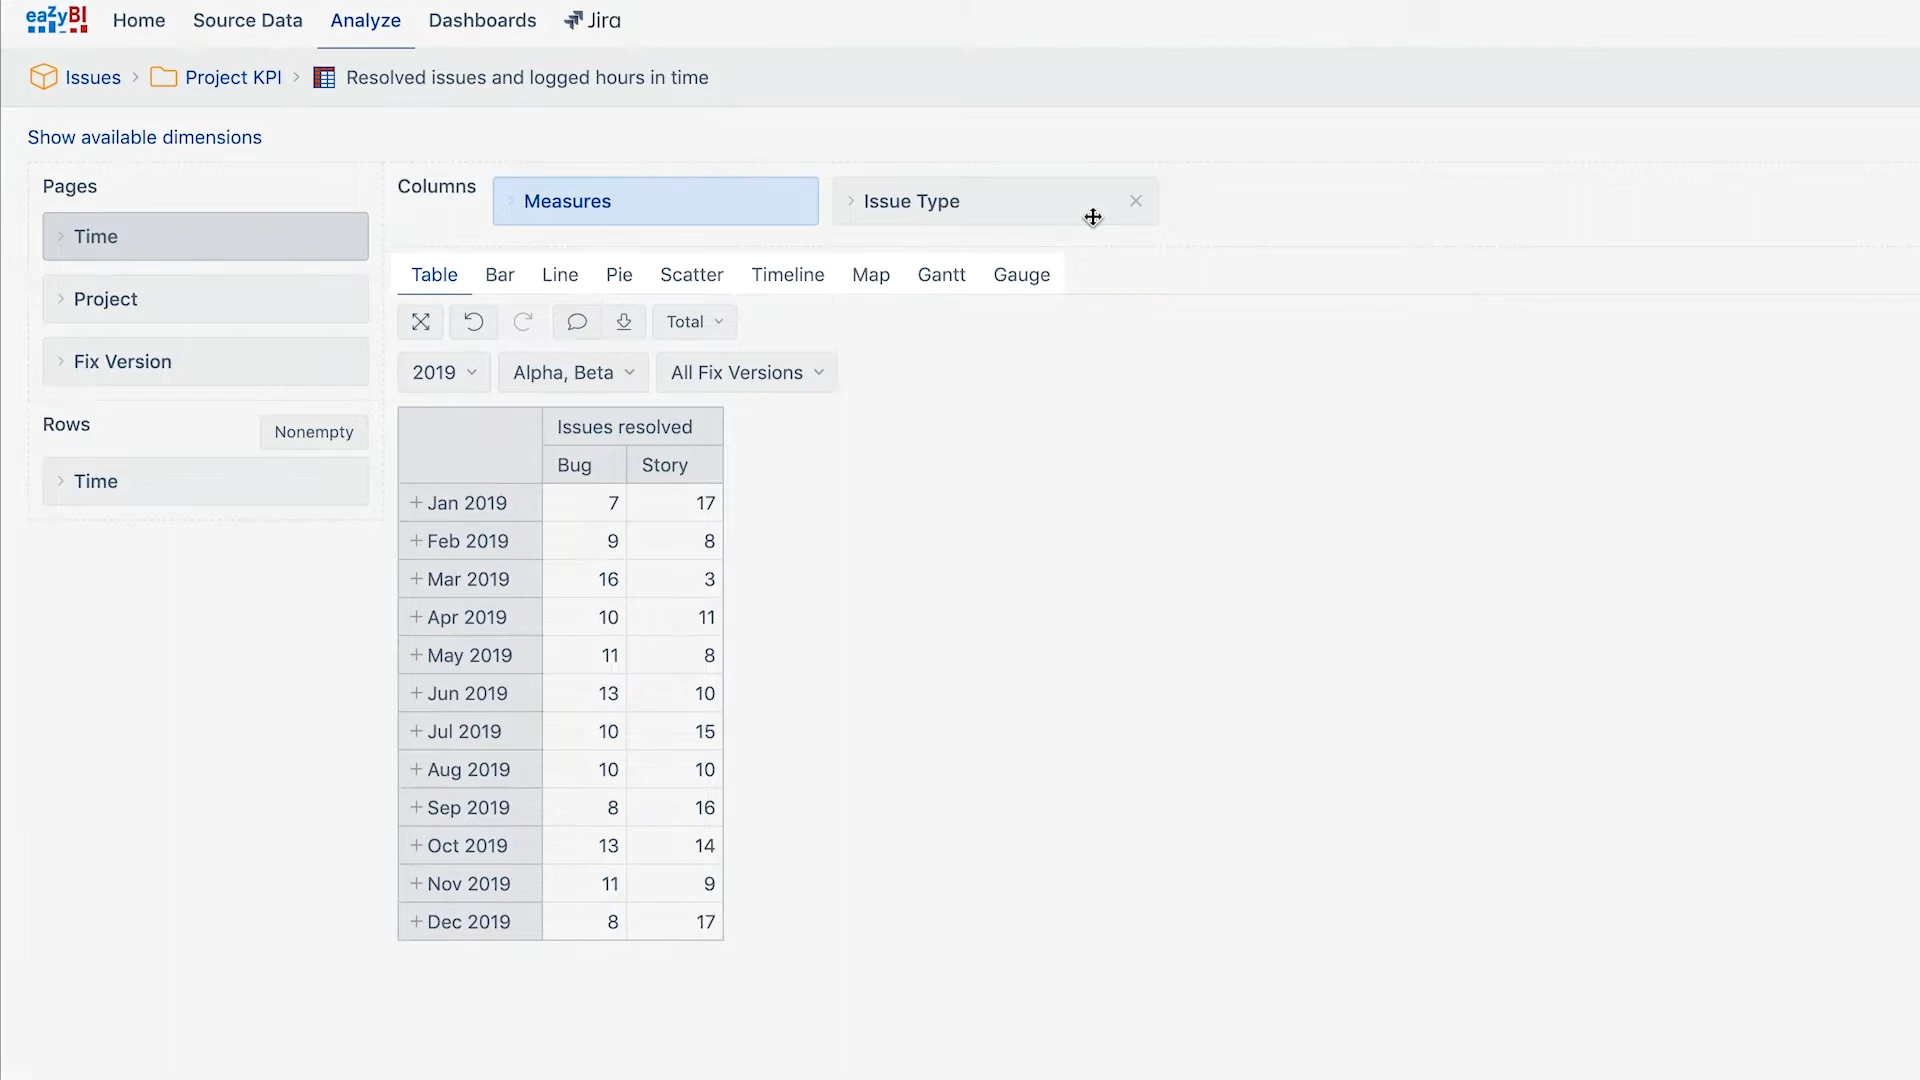 eazyBI Home Source Data Analyze Dashboards Jira
Issues Project KPI Resolved issues and logged hours in time
Show available dimensions
Pages
Time
Project
Fix Version
Rows Nonempty
Time
Columns Measures Issue Type
Table Bar Line Pie Scatter Timeline Map Gantt Gauge
Total
2019 Alpha, Beta All Fix Versions
Issues resolved
Bug Story
+ Jan 2019 7 17
+ Feb 2019 9 8
+ Mar 2019 16 3
+ Apr 2019 10 11
+ May 2019 11 8
+ Jun 2019 13 10
+ Jul 2019 10 15
+ Aug 2019 10 10
+ Sep 2019 8 16
+ Oct 2019 13 14
+ Nov 2019 11 9
+ Dec 2019 8 17